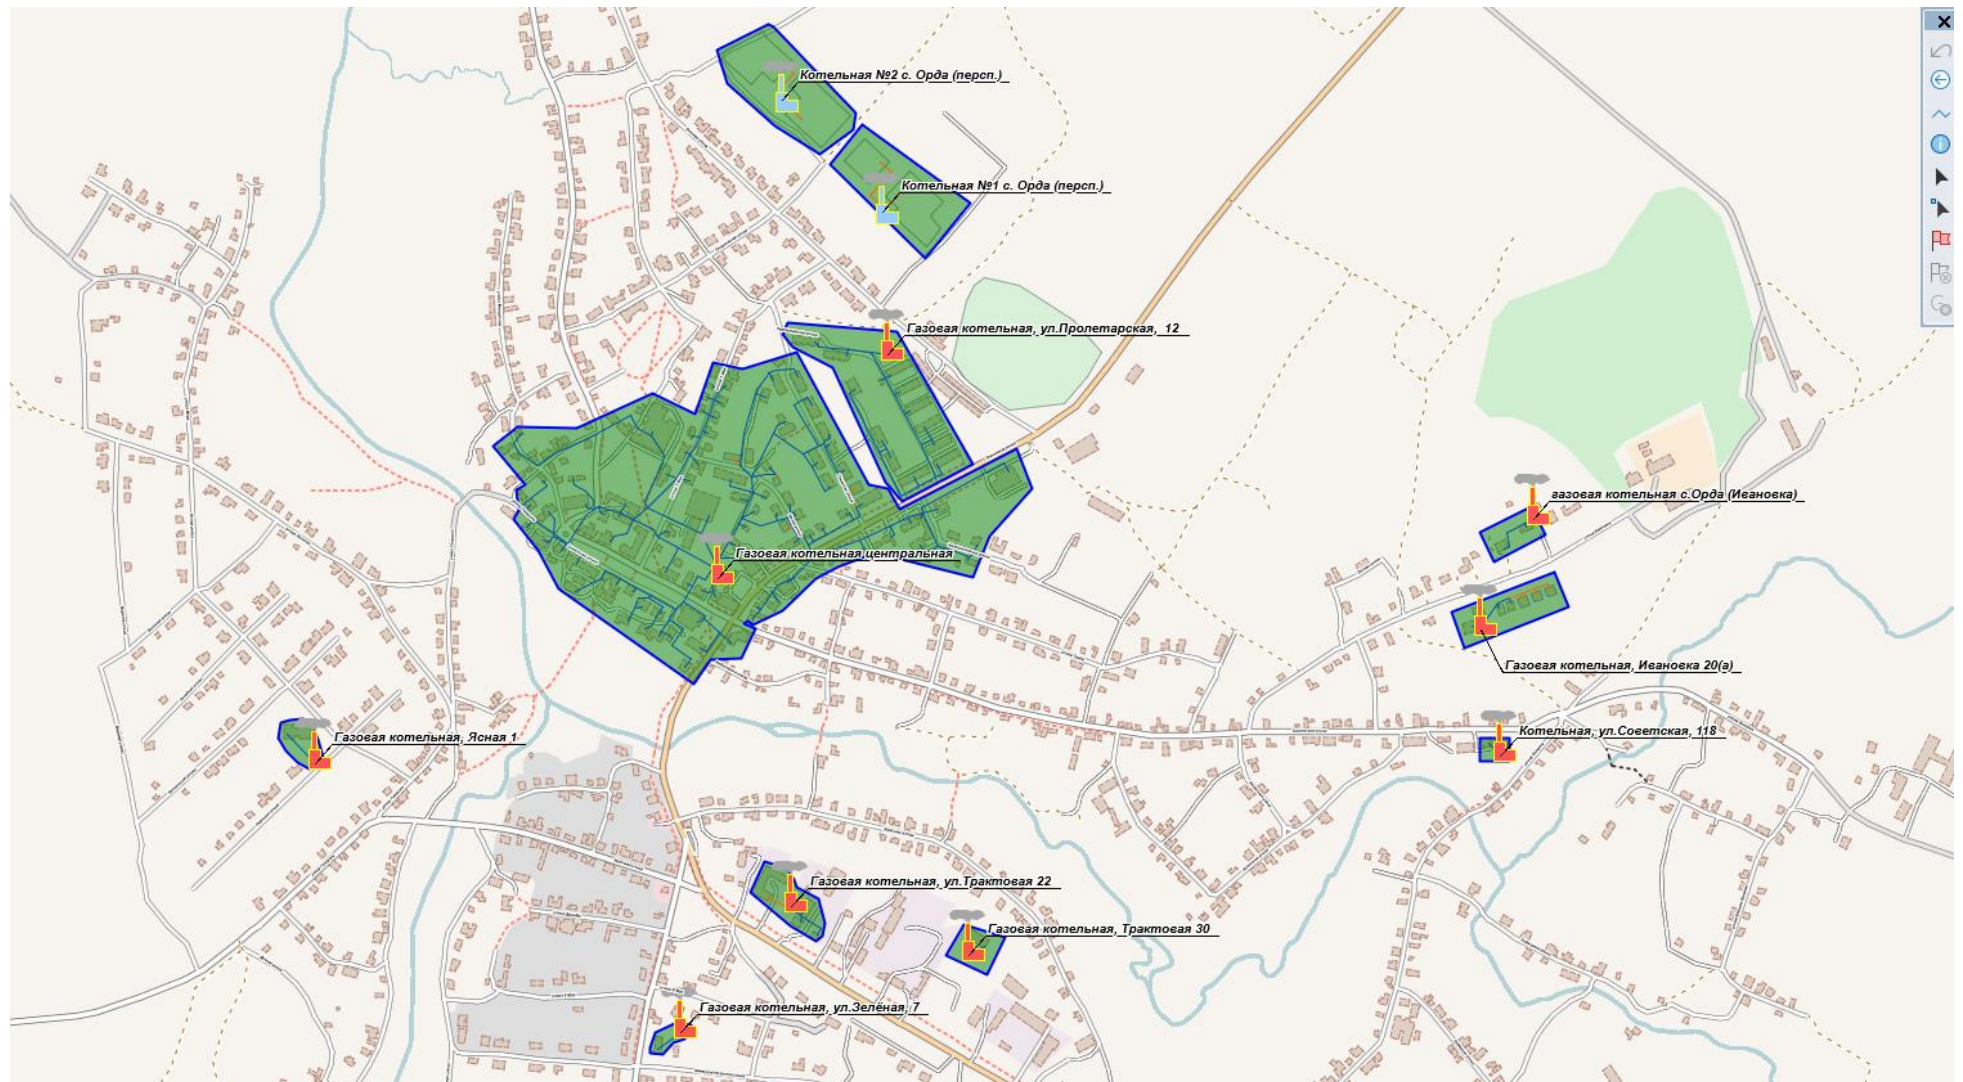 Котельная №2 с. Орда (персп.)
Котельная №1 с. Орда (персп.)
Газовая котельная, ул.Пролетарская, 12
газовая котельная с.Орда (Ивановка)
Газовая котельная центральная
Газовая котельная, Ивановка 20(а)
Газовая котельная, Ясная 1
Котельная, ул.Советская, 118
Газовая котельная, ул.Трактовая 22
Газовая котельная, Трактовая 30
Газовая котельная, ул.Зелёная, 7